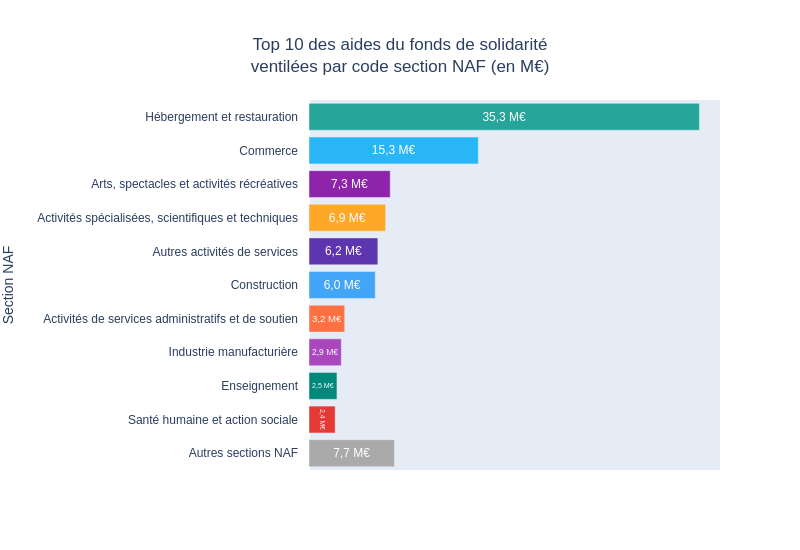 Top 10 des aides du fonds de solidarité
ventilées par code section NAF (en M€)
Section NAF
Hébergement et restauration 35,3 M€
Commerce 15,3 M€
Arts, spectacles et activités récréatives 7,3 M€
Activités spécialisées, scientifiques et techniques 6,9 M€
Autres activités de services 6,2 M€
Construction 6,0 M€
Activités de services administratifs et de soutien 3,2 M€
Industrie manufacturière 2,9 M€
Enseignement 2,5 M€
Santé humaine et action sociale 2,4 M€
Autres sections NAF 7,7 M€